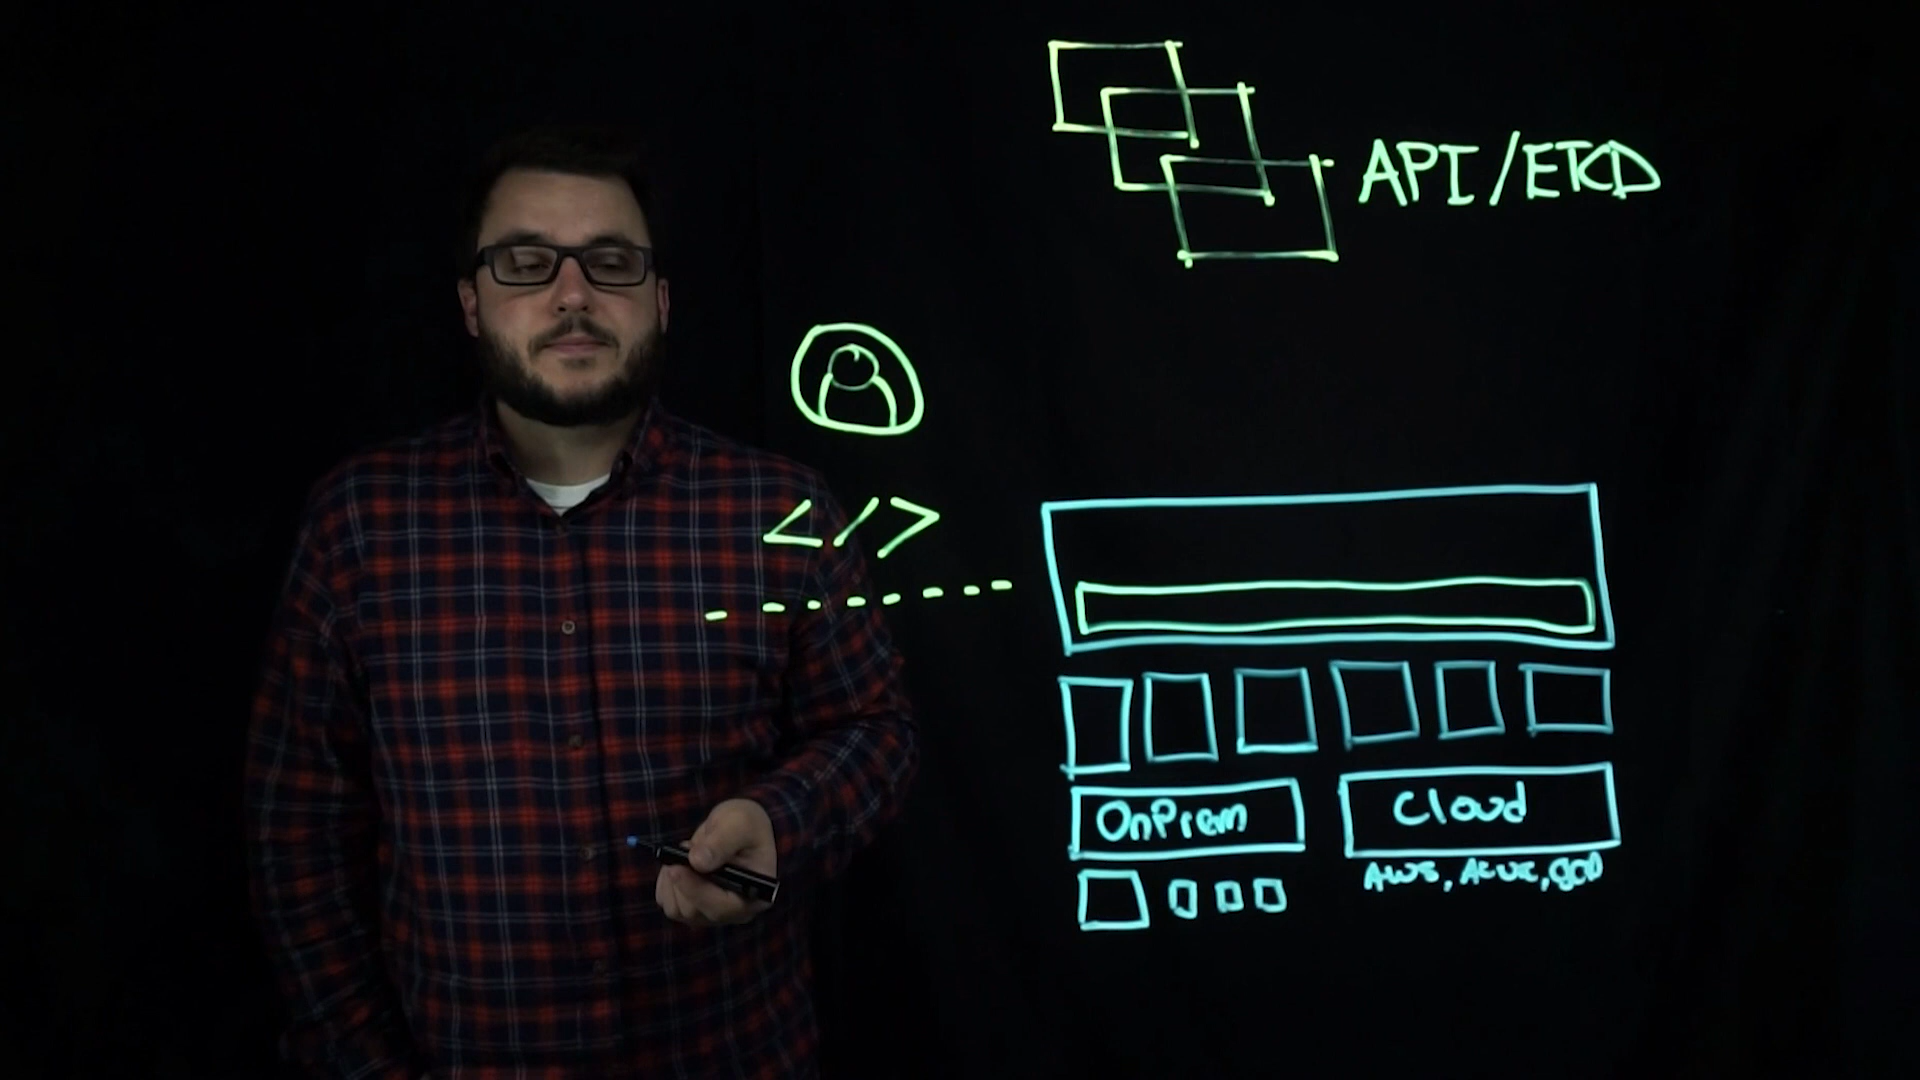 API/ETCD
</>
OnPrem
Cloud
AWS, Azure, GCP